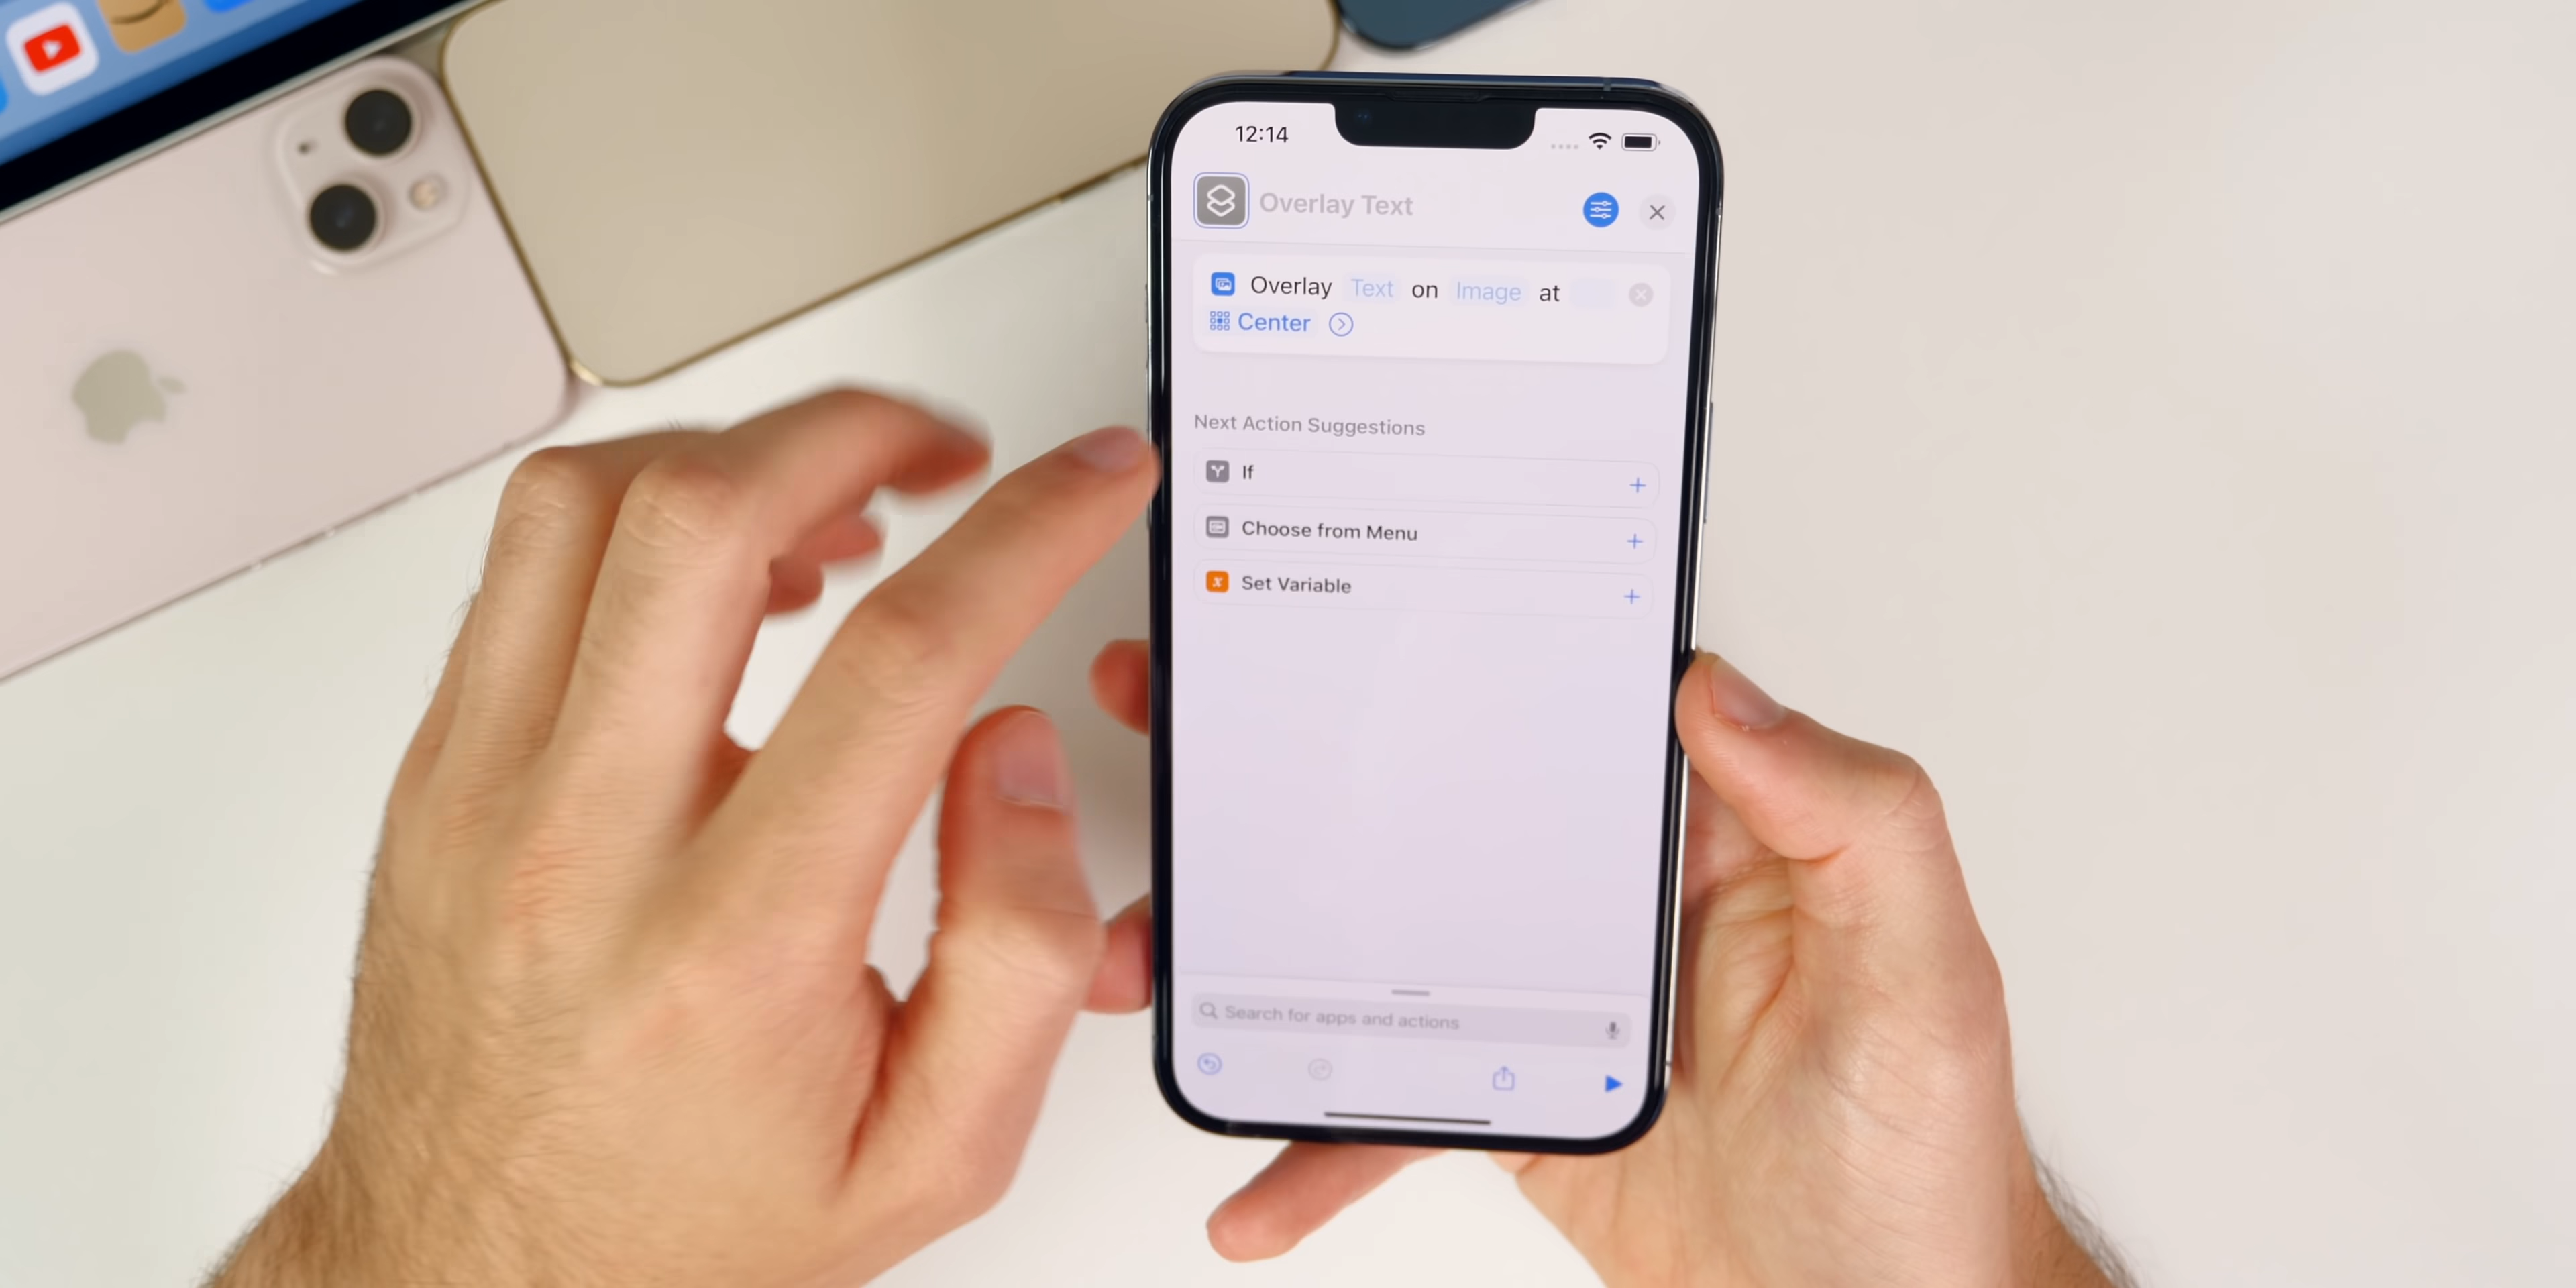 12:14
Overlay Text
Overlay Text on Image at
Center
Next Action Suggestions
If
Choose from Menu
x Set Variable
Search for apps and actions